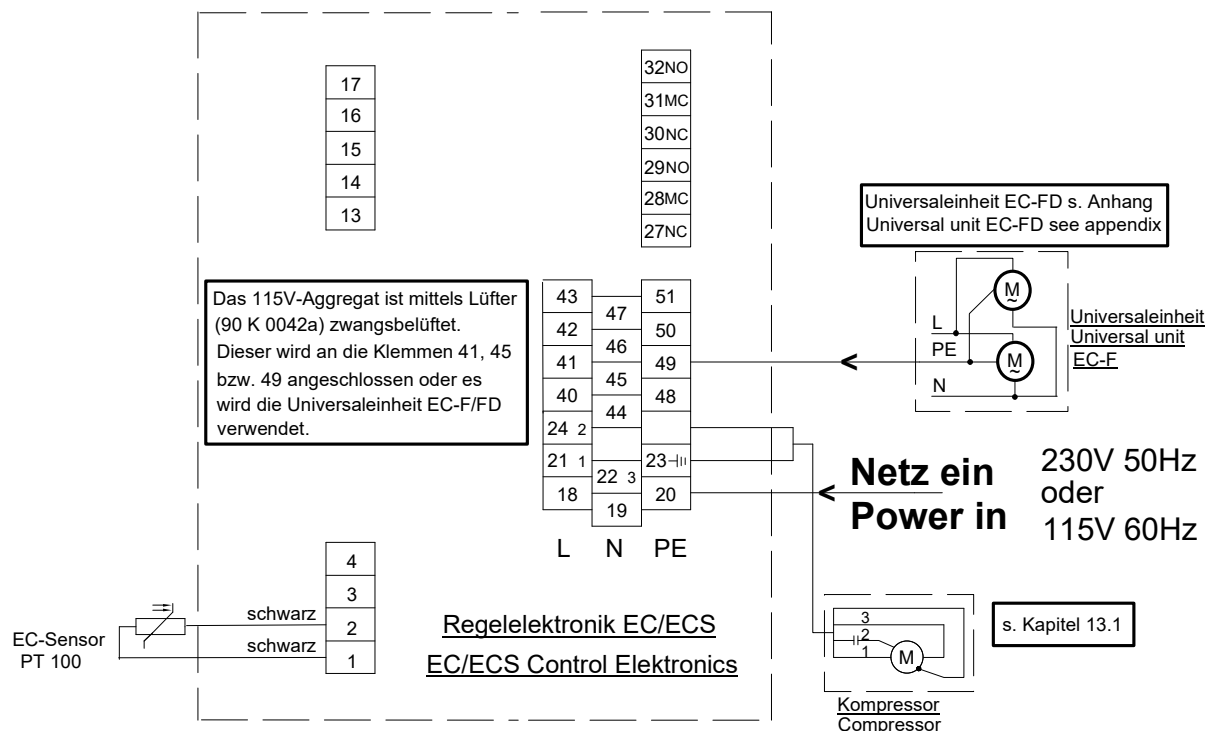 32NO
31MC
30NC
29NO
28MC
27NC
17
16
15
14
13
Universaleinheit EC-FD s. Anhang
Universal unit EC-FD see appendix
M
~
L
PE
M
~
N
Universaleinheit
Universal unit
EC-F
Das 115V-Aggregat ist mittels Lüfter
(90 K 0042a) zwangsbelüftet.
Dieser wird an die Klemmen 41, 45
bzw. 49 angeschlossen oder es
wird die Universaleinheit EC-F/FD
verwendet.
43
42
41
40
24 2
21 1
18
47
46
45
44
22 3
19
51
50
49
48
23
20
L N PE
Netz ein
Power in
230V 50Hz
oder
115V 60Hz
4
3
2
1
schwarz
schwarz
EC-Sensor
PT 100
Regelelektronik EC/ECS
EC/ECS Control Elektronics
3
2
1
M
Kompressor
Compressor
s. Kapitel 13.1